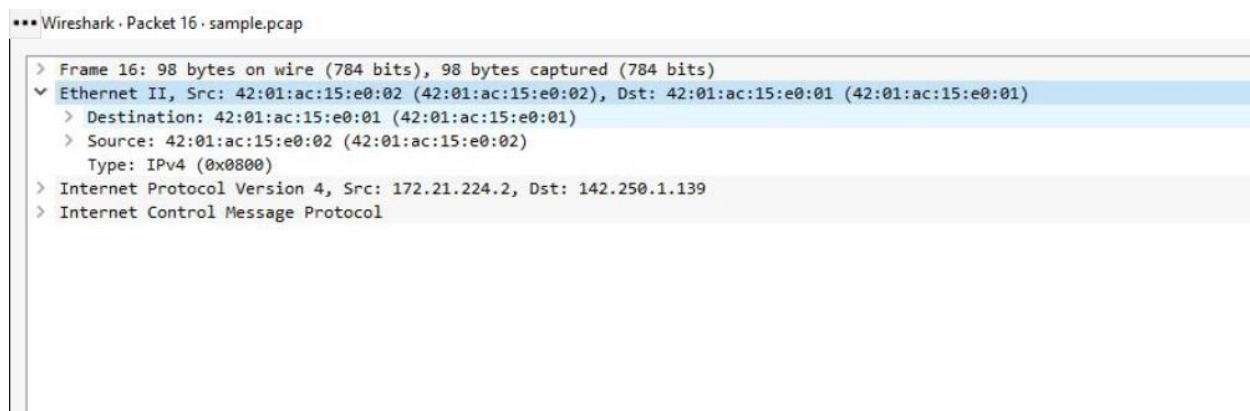 Wireshark · Packet 16 · sample.pcap
Frame 16: 98 bytes on wire (784 bits), 98 bytes captured (784 bits)
Ethernet II, Src: 42:01:ac:15:e0:02 (42:01:ac:15:e0:02), Dst: 42:01:ac:15:e0:01 (42:01:ac:15:e0:01)
Destination: 42:01:ac:15:e0:01 (42:01:ac:15:e0:01)
Source: 42:01:ac:15:e0:02 (42:01:ac:15:e0:02)
Type: IPv4 (0x0800)
Internet Protocol Version 4, Src: 172.21.224.2, Dst: 142.250.1.139
Internet Control Message Protocol